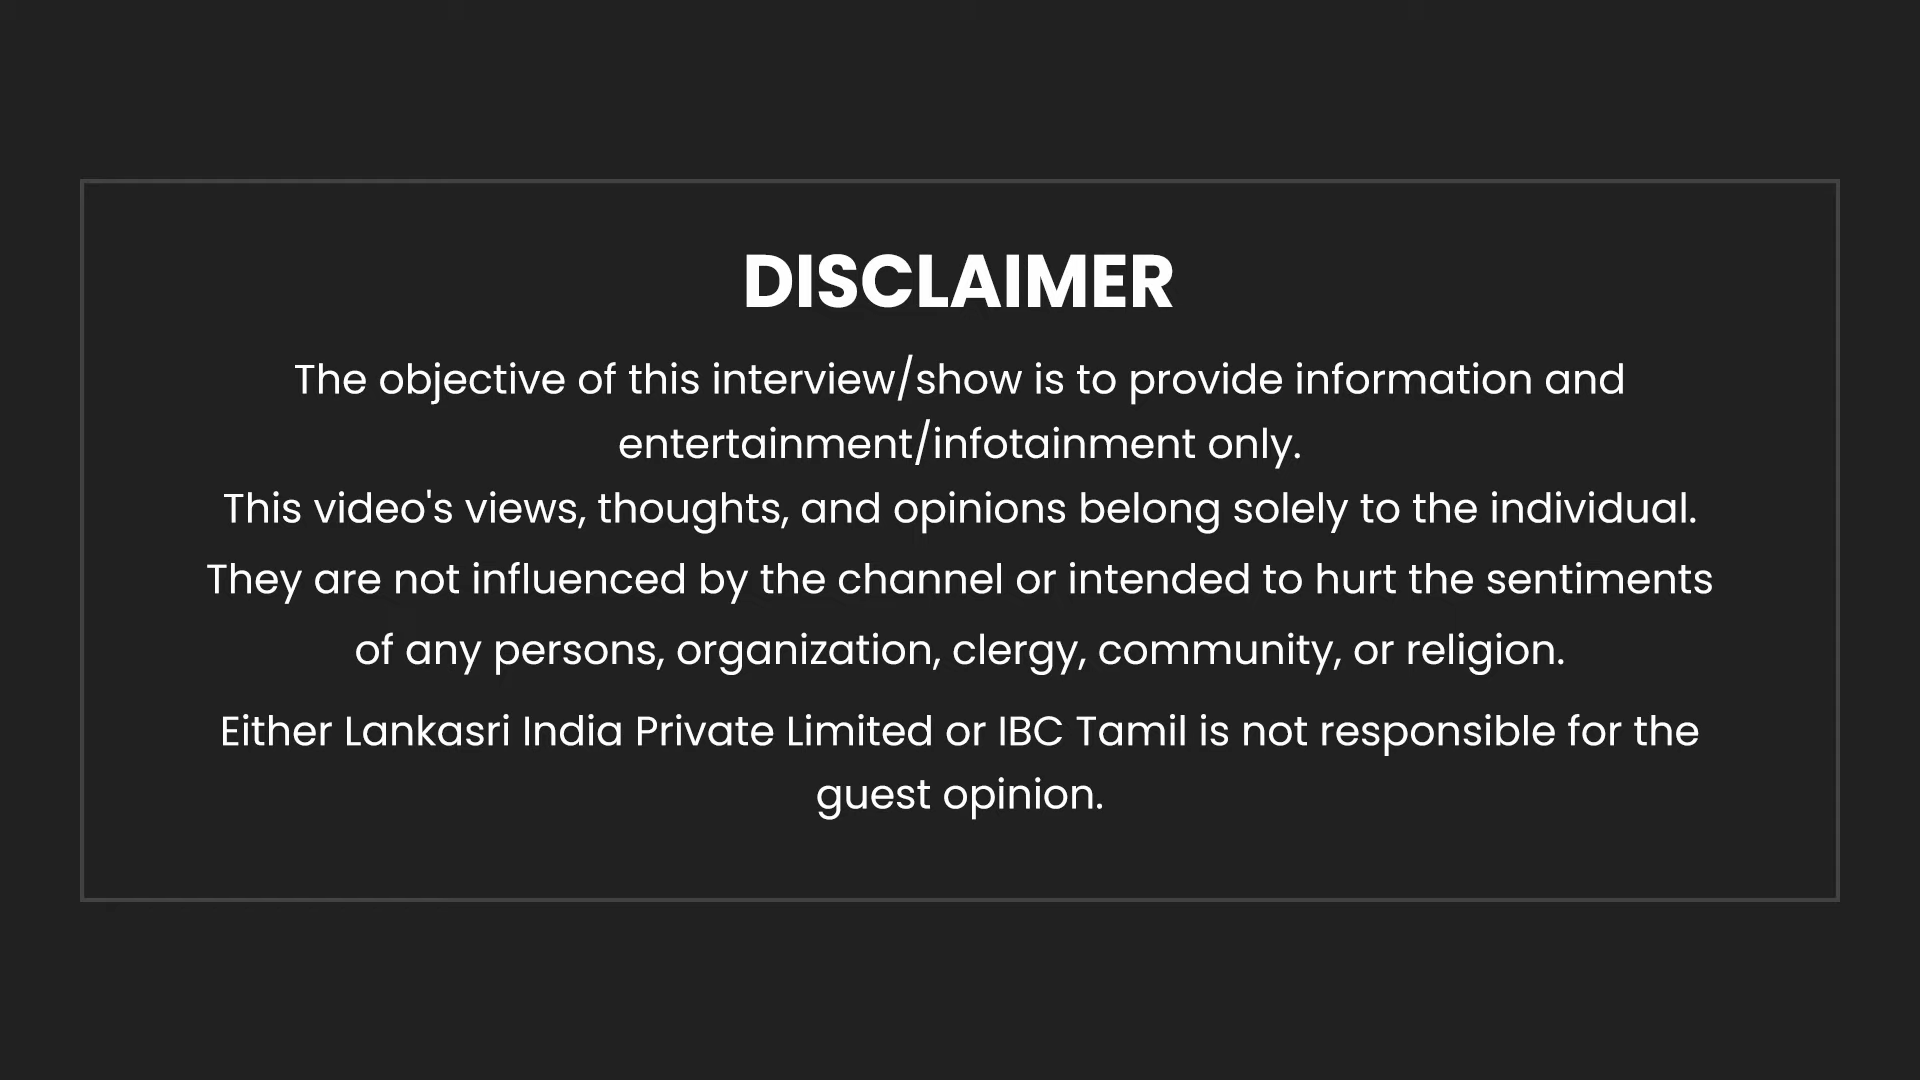 DISCLAIMER
The objective of this interview/show is to provide information and
entertainment/infotainment only.
This video's views, thoughts, and opinions belong solely to the individual.
They are not influenced by the channel or intended to hurt the sentiments
of any persons, organization, clergy, community, or religion.
Either Lankasri India Private Limited or IBC Tamil is not responsible for the
guest opinion.